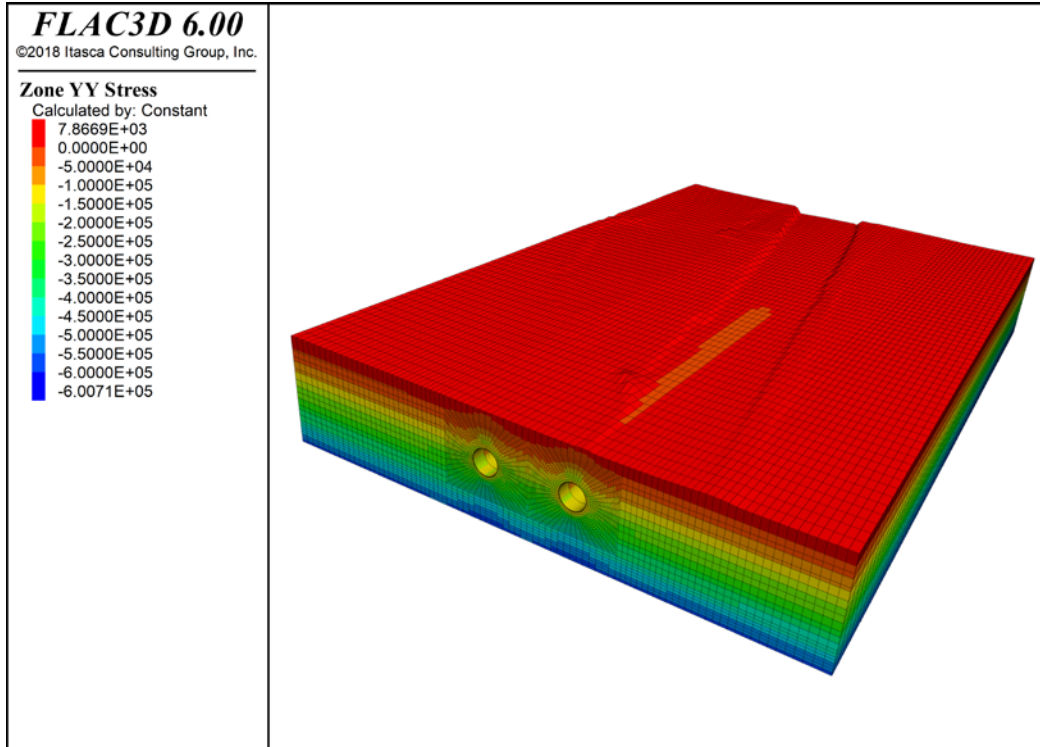 FLAC3D 6.00
©2018 Itasca Consulting Group, Inc.
Zone YY Stress
Calculated by: Constant
7.8669E+03
0.0000E+00
-5.0000E+04
-1.0000E+05
-1.5000E+05
-2.0000E+05
-2.5000E+05
-3.0000E+05
-3.5000E+05
-4.0000E+05
-4.5000E+05
-5.0000E+05
-5.5000E+05
-6.0000E+05
-6.0071E+05